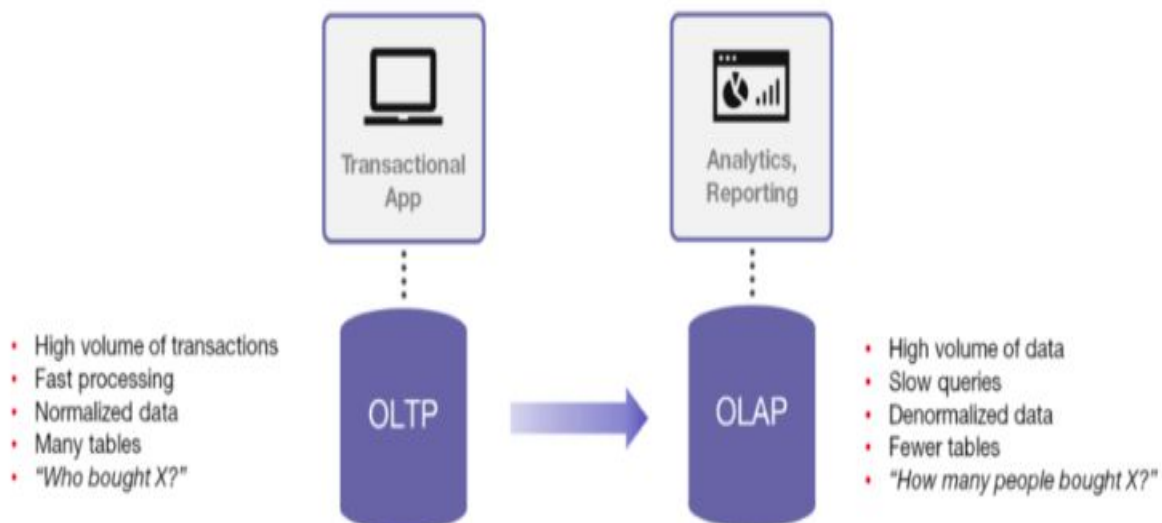 Transactional
App
Analytics,
Reporting
• High volume of transactions
• Fast processing
• Normalized data
• Many tables
• “Who bought X?”
OLTP
OLAP
• High volume of data
• Slow queries
• Denormalized data
• Fewer tables
• “How many people bought X?”